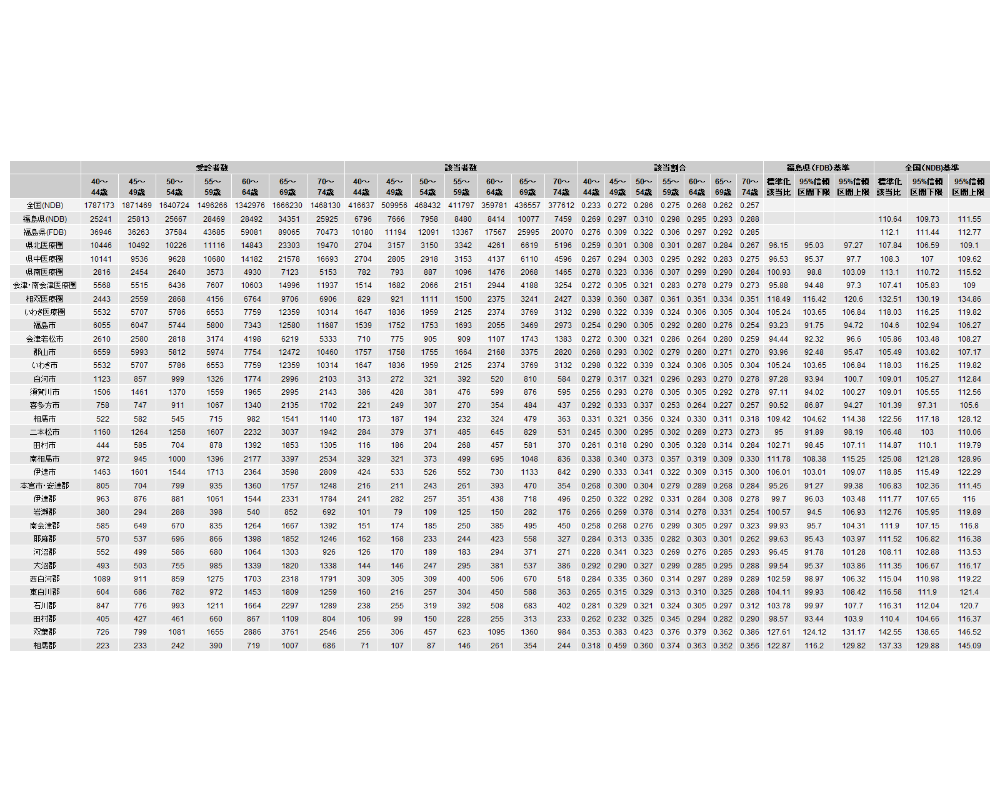 受診者数 該当者数 該当割合 福島県(FDB)基準 全国(NDB)基準
40～44歳 45～49歳 50～54歳 55～59歳 60～64歳 65～69歳 70～74歳 40～44歳 45～49歳 50～54歳 55～59歳 60～64歳 65～69歳 70～74歳 40～44歳 45～49歳 50～54歳 55～59歳 60～64歳 65～69歳 70～74歳 標準化該当比 95%信頼区間下限 95%信頼区間上限 標準化該当比 95%信頼区間下限 95%信頼区間上限
全国(NDB) 1787173 1871469 1640724 1496266 1342976 1666230 1468130 416637 509956 468432 411797 359781 436557 377612 0.233 0.272 0.286 0.275 0.268 0.262 0.257
福島県(NDB) 25241 25813 25667 28469 28492 34351 25925 6796 7666 7958 8480 8414 10077 7459 0.269 0.297 0.310 0.298 0.295 0.293 0.288 110.64 109.73 111.55
福島県(FDB) 36946 36263 37584 43685 59081 89065 70473 10180 11194 12091 13367 17567 25995 20070 0.276 0.309 0.322 0.306 0.297 0.292 0.285 112.1 111.44 112.77
県北医療圏 10446 10492 10226 11116 14843 23303 19470 2704 3157 3150 3342 4261 6619 5196 0.259 0.301 0.308 0.301 0.287 0.284 0.267 96.15 95.03 97.27 107.84 106.59 109.1
県中医療圏 10141 9536 9628 10680 14182 21578 16693 2704 2805 2918 3153 4137 6110 4596 0.267 0.294 0.303 0.295 0.292 0.283 0.275 96.53 95.37 97.7 108.3 107 109.62
県南医療圏 2816 2454 2640 3573 4930 7123 5153 782 793 887 1096 1476 2068 1465 0.278 0.323 0.336 0.307 0.299 0.290 0.284 100.93 98.8 103.09 113.1 110.72 115.52
会津･南会津医療圏 5568 5515 6436 7607 10603 14996 11937 1514 1682 2066 2151 2944 4188 3254 0.272 0.305 0.321 0.283 0.278 0.279 0.273 95.88 94.48 97.3 107.41 105.83 109
相双医療圏 2443 2559 2868 4156 6764 9706 6906 829 921 1111 1500 2375 3241 2427 0.339 0.360 0.387 0.361 0.351 0.334 0.351 118.49 116.42 120.6 132.51 130.19 134.86
いわき医療圏 5532 5707 5786 6553 7759 12359 10314 1647 1836 1959 2125 2374 3769 3132 0.298 0.322 0.339 0.324 0.306 0.305 0.304 105.24 103.65 106.84 118.03 116.25 119.82
福島市 6055 6047 5744 5800 7343 12580 11687 1539 1752 1753 1693 2055 3469 2973 0.254 0.290 0.305 0.292 0.280 0.276 0.254 93.23 91.75 94.72 104.6 102.94 106.27
会津若松市 2610 2580 2818 3174 4198 6219 5333 710 775 905 909 1107 1743 1383 0.272 0.300 0.321 0.286 0.264 0.280 0.259 94.44 92.32 96.6 105.86 103.48 108.27
郡山市 6559 5993 5812 5974 7754 12472 10460 1757 1758 1755 1664 2168 3375 2820 0.268 0.293 0.302 0.279 0.280 0.271 0.270 93.96 92.48 95.47 105.49 103.82 107.17
いわき市 5532 5707 5786 6553 7759 12359 10314 1647 1836 1959 2125 2374 3769 3132 0.298 0.322 0.339 0.324 0.306 0.305 0.304 105.24 103.65 106.84 118.03 116.25 119.82
白河市 1123 857 999 1326 1774 2996 2103 313 272 321 392 520 810 584 0.279 0.317 0.321 0.296 0.293 0.270 0.278 97.28 93.94 100.7 109.01 105.27 112.84
須賀川市 1506 1461 1370 1559 1965 2995 2143 386 428 381 476 599 876 595 0.256 0.293 0.278 0.305 0.305 0.292 0.278 97.11 94.02 100.27 109.01 105.55 112.56
喜多方市 758 747 911 1067 1340 2135 1702 221 249 307 270 354 484 437 0.292 0.333 0.337 0.253 0.264 0.227 0.257 90.52 86.87 94.27 101.39 97.31 105.6
相馬市 522 582 545 715 982 1541 1140 173 187 194 232 324 479 363 0.331 0.321 0.356 0.324 0.330 0.311 0.318 109.42 104.62 114.38 122.56 117.18 128.12
二本松市 1160 1264 1258 1607 2232 3037 1942 284 379 371 485 645 829 531 0.245 0.300 0.295 0.302 0.289 0.273 0.273 95 91.89 98.19 106.48 103 110.06
田村市 444 585 704 878 1392 1853 1305 116 186 204 268 457 581 370 0.261 0.318 0.290 0.305 0.328 0.314 0.284 102.71 98.45 107.11 114.87 110.1 119.79
南相馬市 972 945 1000 1396 2177 3397 2534 329 321 373 499 695 1048 836 0.338 0.340 0.373 0.357 0.319 0.309 0.330 111.78 108.38 115.25 125.08 121.28 128.96
伊達市 1463 1601 1544 1713 2364 3598 2809 424 533 526 552 730 1133 842 0.290 0.333 0.341 0.322 0.309 0.315 0.300 106.01 103.01 109.07 118.85 115.49 122.29
本宮市･安達郡 805 704 799 935 1360 1757 1248 216 211 243 261 393 470 354 0.268 0.300 0.304 0.279 0.289 0.268 0.284 95.26 91.27 99.38 106.83 102.36 111.45
伊達郡 963 876 881 1061 1544 2331 1784 241 282 257 351 438 718 496 0.250 0.322 0.292 0.331 0.284 0.308 0.278 99.7 96.03 103.48 111.77 107.65 116
岩瀬郡 380 294 288 398 540 852 692 101 79 109 125 150 282 176 0.266 0.269 0.378 0.314 0.278 0.331 0.254 100.57 94.5 106.93 112.76 105.95 119.89
南会津郡 585 649 670 835 1264 1667 1392 151 174 185 250 385 495 450 0.258 0.268 0.276 0.299 0.305 0.297 0.323 99.93 95.7 104.31 111.9 107.15 116.8
耶麻郡 570 537 696 866 1398 1852 1246 162 168 233 244 423 558 327 0.284 0.313 0.335 0.282 0.303 0.301 0.262 99.63 95.43 103.97 111.52 106.82 116.38
河沼郡 552 499 586 680 1064 1303 926 126 170 189 183 294 371 271 0.228 0.341 0.323 0.269 0.276 0.285 0.293 96.45 91.78 101.28 108.11 102.88 113.53
大沼郡 493 503 755 985 1339 1820 1338 144 146 247 295 381 537 386 0.292 0.290 0.327 0.299 0.285 0.295 0.288 99.54 95.37 103.86 111.35 106.67 116.17
西白河郡 1089 911 859 1275 1703 2318 1791 309 305 309 400 506 670 518 0.284 0.335 0.360 0.314 0.297 0.289 0.289 102.59 98.97 106.32 115.04 110.98 119.22
東白川郡 604 686 782 972 1453 1809 1259 160 216 257 304 450 588 363 0.265 0.315 0.329 0.313 0.310 0.325 0.288 104.11 99.93 108.42 116.58 111.9 121.4
石川郡 847 776 993 1211 1664 2297 1289 238 255 319 392 508 683 402 0.281 0.329 0.321 0.324 0.305 0.297 0.312 103.78 99.97 107.7 116.31 112.04 120.7
田村郡 405 427 461 660 867 1109 804 106 99 150 228 255 313 233 0.262 0.232 0.325 0.345 0.294 0.282 0.290 98.57 93.44 103.9 110.4 104.66 116.37
双葉郡 726 799 1081 1655 2886 3761 2546 256 306 457 623 1095 1360 984 0.353 0.383 0.423 0.376 0.379 0.362 0.386 127.61 124.12 131.17 142.55 138.65 146.52
相馬郡 223 233 242 390 719 1007 686 71 107 87 146 261 354 244 0.318 0.459 0.360 0.374 0.363 0.352 0.356 122.87 116.2 129.82 137.33 129.88 145.09